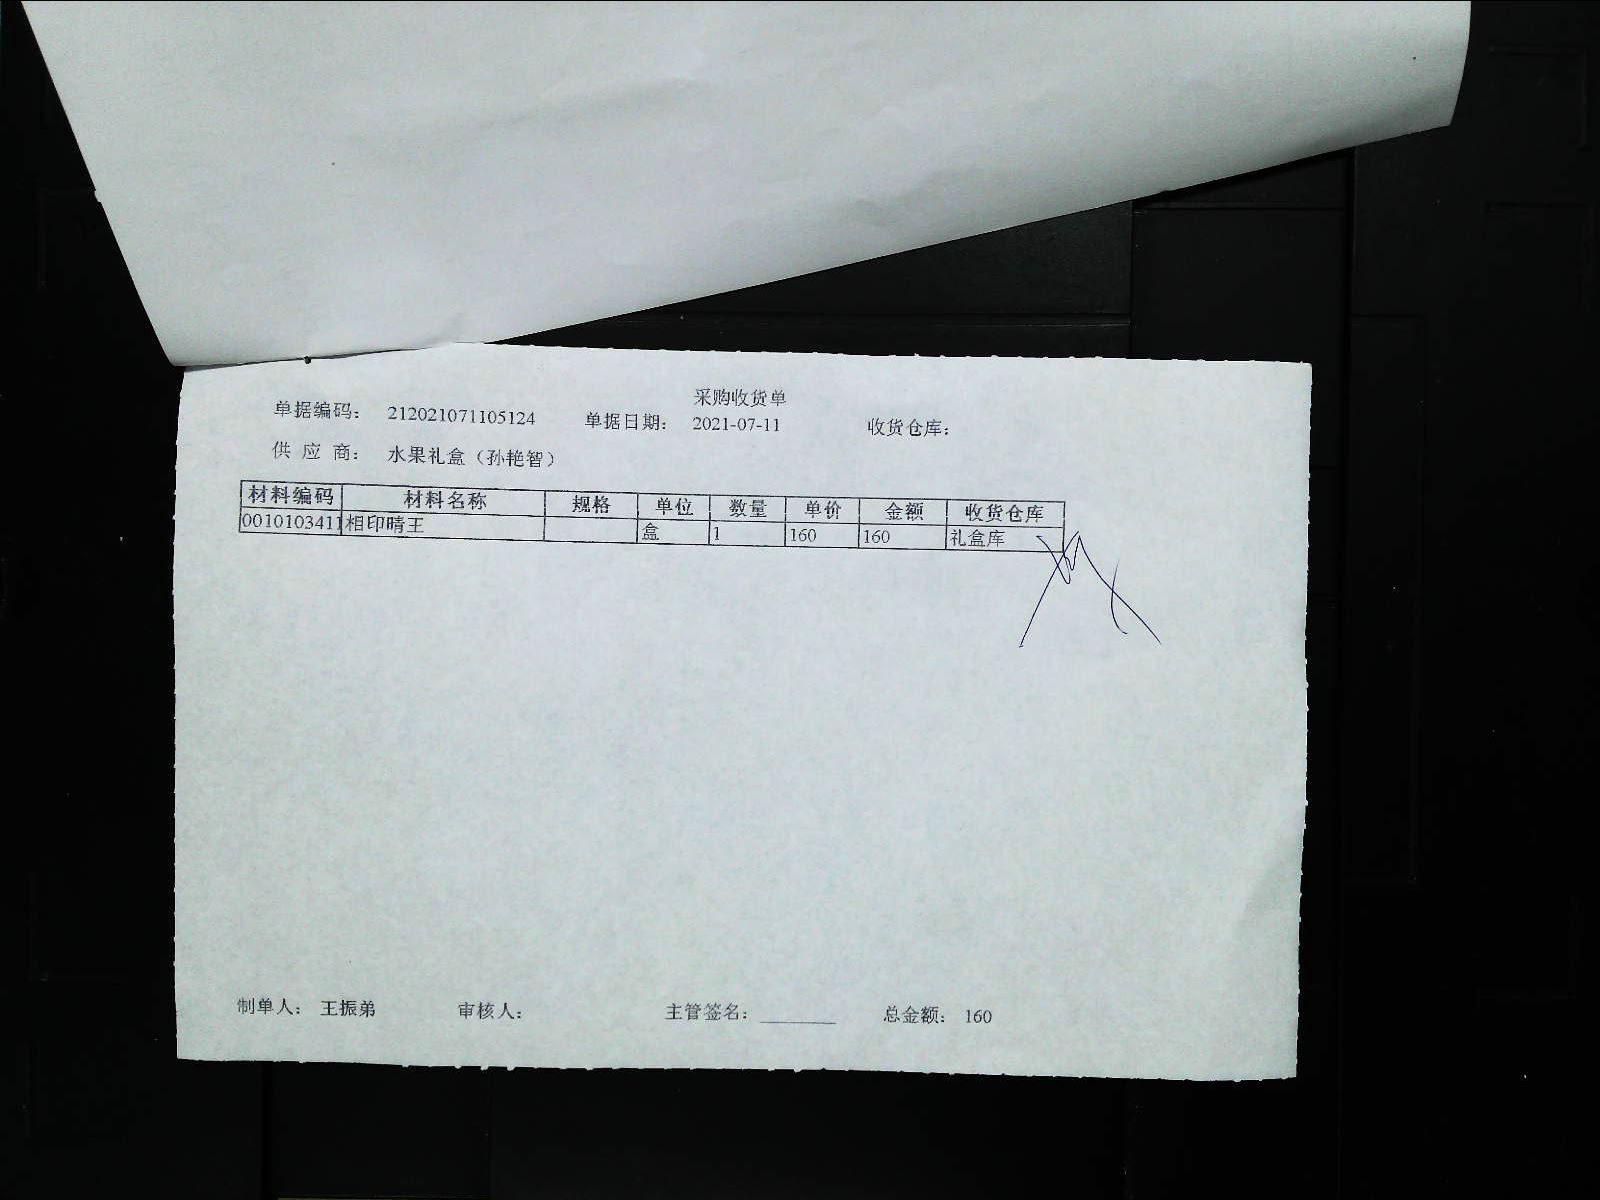 采购收货单
单据编码： 212021071105124 单据日期： 2021-07-11 收货仓库：
供 应 商： 水果礼盒（孙艳智）
材料编码 材料名称 规格 单位 数量 单价 金额 收货仓库
0010103411 相印晴王 盒 1 160 160 礼盒库
制单人： 王振弟 审核人： 主管签名： ________ 总金额： 160